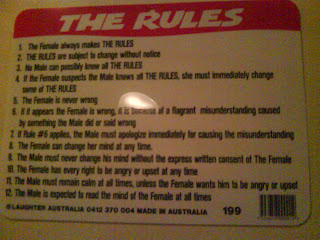 THE RULES
1. The Female always makes THE RULES
2. THE RULES are subject to change without notice
3. No Male can possibly know all THE RULES
4. If the Female suspects the Male knows all THE RULES, she must immediately change
some of THE RULES
5. The Female is never wrong
6. If it appears the Female is wrong, it is because of a flagrant misunderstanding caused
by something the Male did or said wrong
7. If Rule #6 applies, the Male must apologize immediately for causing the misunderstanding
8. The Female can change her mind at any time.
9. The Male must never change his mind without the express written consent of The Female
10. The Female has every right to be angry or upset at any time
11. The Male must remain calm at all times, unless the Female wants him to be angry or upset
12. The Male is expected to read the mind of the Female at all times
©LAUGHTER AUSTRALIA 0412 370 004 MADE IN AUSTRALIA 199